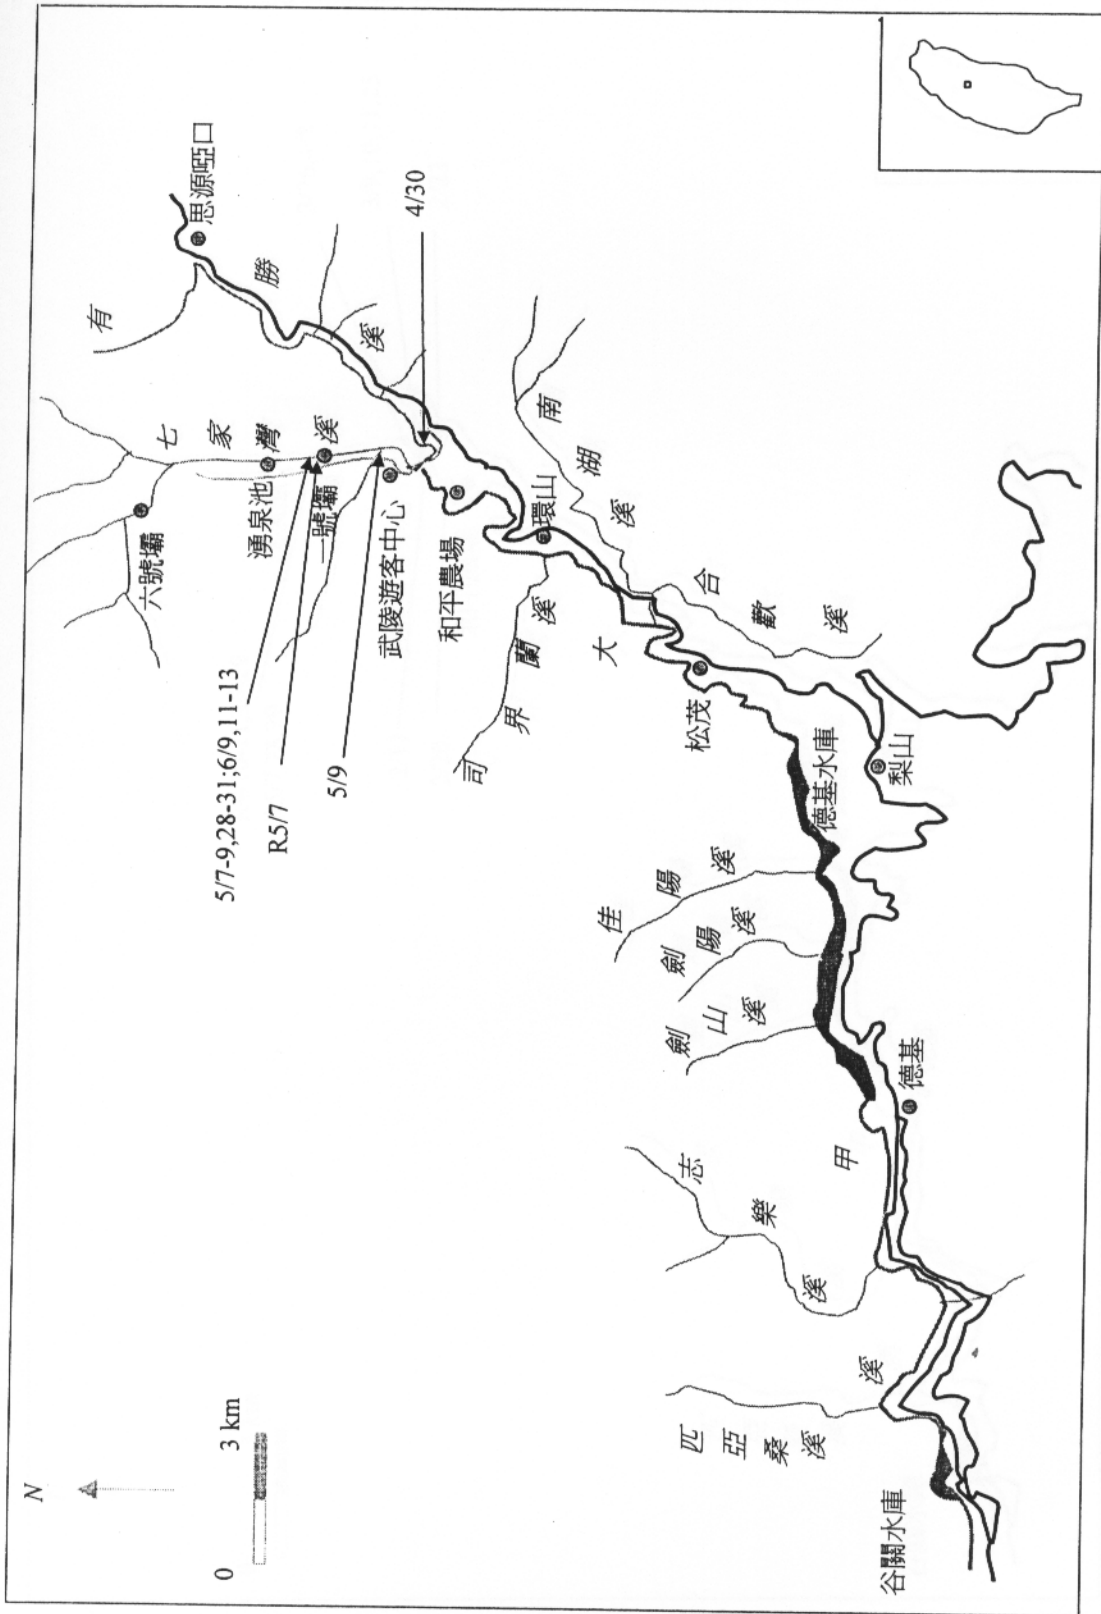 N
0 3 km
有勝溪
思源啞口
七家灣溪
六號壩
湧泉池
一號壩
武陵遊客中心
和平農場
4/30
5/7-9,28-31;6/9,11-13
R5/7
5/9
南湖溪
環山
司界蘭溪
合歡溪
大甲溪
松茂
梨山
德基水庫
佳陽溪
劍陽溪
劍山溪
德基
志樂溪
匹亞桑溪
谷關水庫